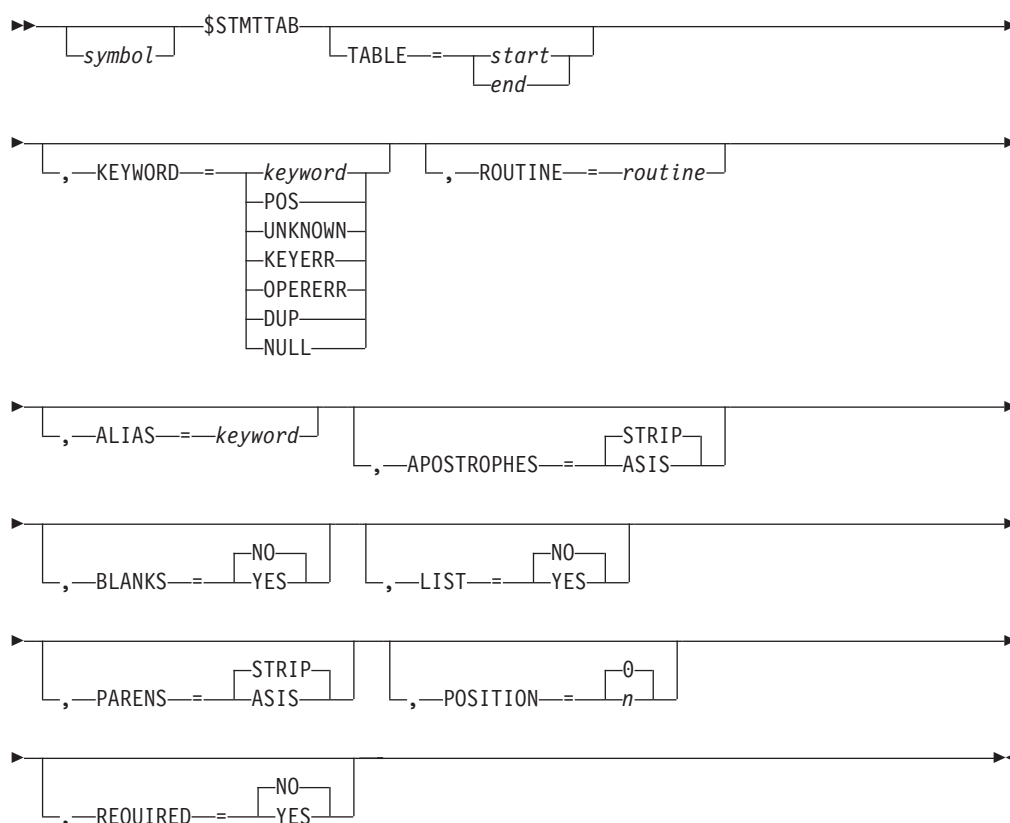 $STMTTAB
symbol TABLE = start
end
, KEYWORD = keyword , ROUTINE = routine
POS
UNKNOWN
KEYERR
OPERERR
DUP
NULL
, ALIAS = keyword STRIP
, APOSTROPHES = ASIS
NO NO
, BLANKS = YES , LIST = YES
STRIP 0
, PARENS = ASIS , POSITION = n
NO
, REQUIRED = YES